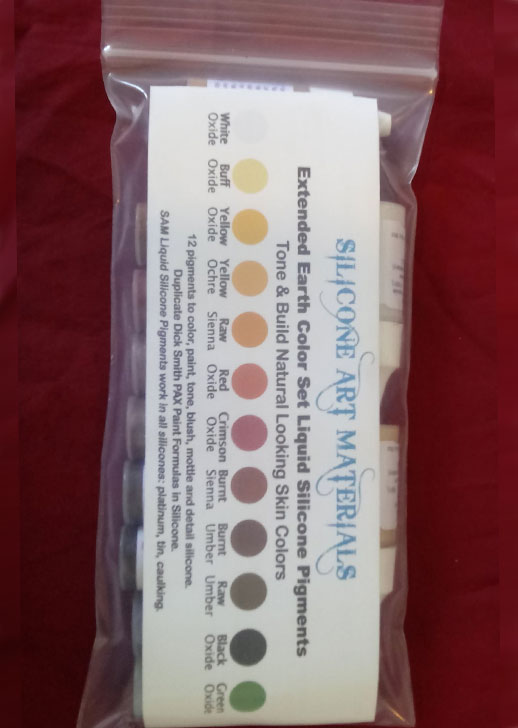 SILICONE ART MATERIALS
Extended Earth Color Set Liquid Silicone Pigments
Tone & Build Natural Looking Skin Colors
White Oxide
Buff Oxide
Yellow Oxide
Yellow Ochre
Raw Sienna
Red Oxide
Crimson Oxide
Burnt Sienna
Burnt Umber
Raw Umber
Black Oxide
Green Oxide
12 pigments to color, paint, tone, blush, mottle and detail silicone.
Duplicate Dick Smith PAX Paint Formulas in Silicone.
SAM Liquid Silicone Pigments work in all silicones: platinum, tin, caulking.